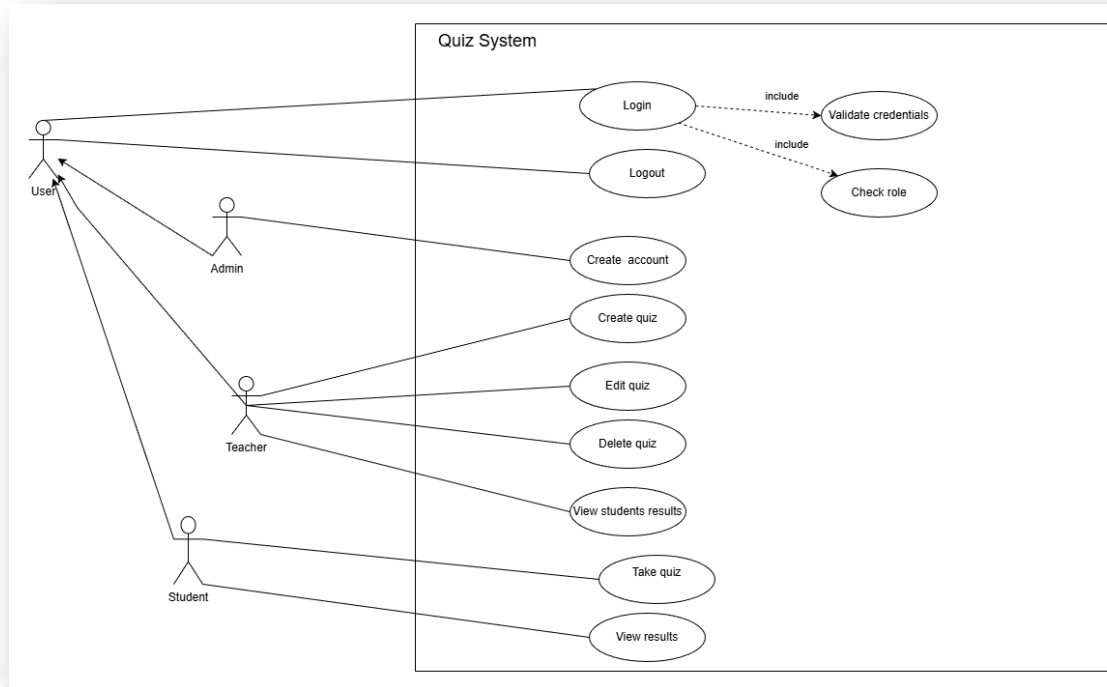 Quiz System
Login
include
Validate credentials
include
Check role
Logout
User
Admin
Create  account
Create quiz
Edit quiz
Teacher
Delete quiz
View students results
Student
Take quiz
View results